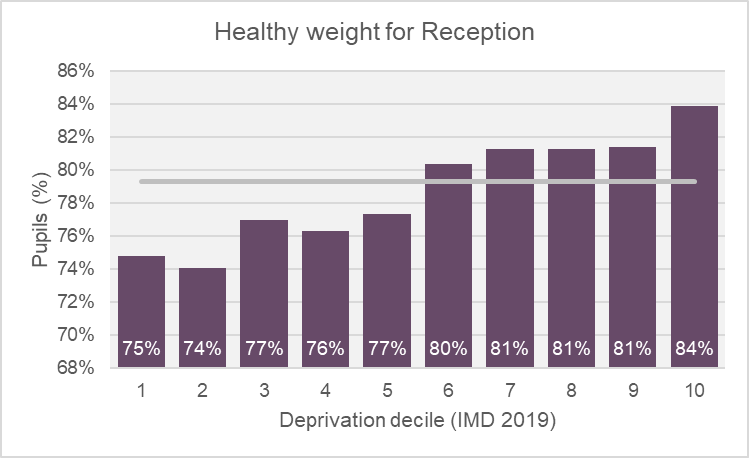 Healthy weight for Reception
86%
84%
82%
80%
78%
76%
74%
72%
70%
68%
Pupils (%)
75% 74% 77% 76% 77% 80% 81% 81% 81% 84%
1 2 3 4 5 6 7 8 9 10
Deprivation decile (IMD 2019)